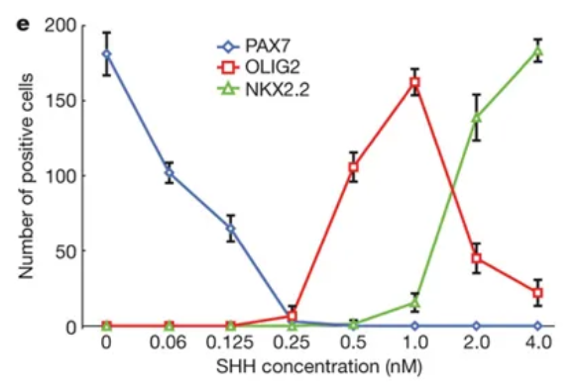 e
200
150
100
50
0
Number of positive cells
PAX7
OLIG2
NKX2.2
0 0.06 0.125 0.25 0.5 1.0 2.0 4.0
SHH concentration (nM)